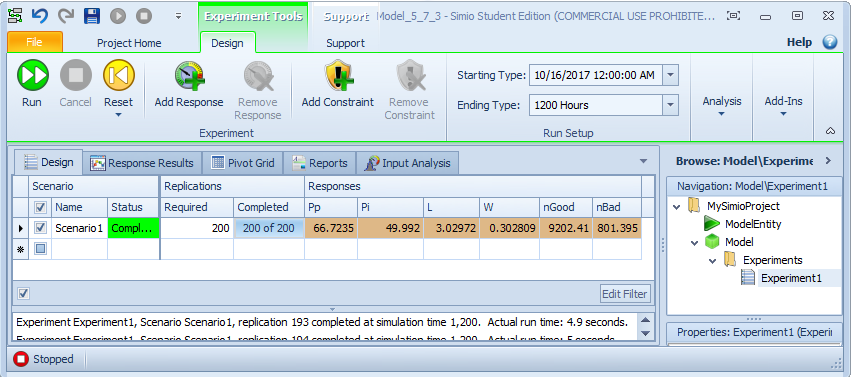 Experiment Tools Support Model_5_7_3 - Simio Student Edition (COMMERCIAL USE PROHIBITE...
File Project Home Design Support Help
Run Cancel Reset Add Response Remove Response Add Constraint Remove Constraint
Experiment
Starting Type: 10/16/2017 12:00:00 AM
Ending Type: 1200 Hours
Run Setup
Analysis Add-Ins
Design Response Results Pivot Grid Reports Input Analysis
Scenario Replications Responses
Name Status Required Completed Pp Pi L W nGood nBad
Scenario1 Compl... 200 200 of 200 66.7235 49.992 3.02972 0.302809 9202.41 801.395
Edit Filter
Experiment Experiment1, Scenario Scenario1, replication 193 completed at simulation time 1,200. Actual run time: 4.9 seconds.
Experiment Experiment1, Scenario Scenario1, replication 194 completed at simulation time 1,200. Actual run time: 5 seconds.
Browse: Model\Experime
Navigation: Model\Experiment1
MySimioProject
ModelEntity
Model
Experiments
Experiment1
Properties: Experiment1 (Experim
Stopped